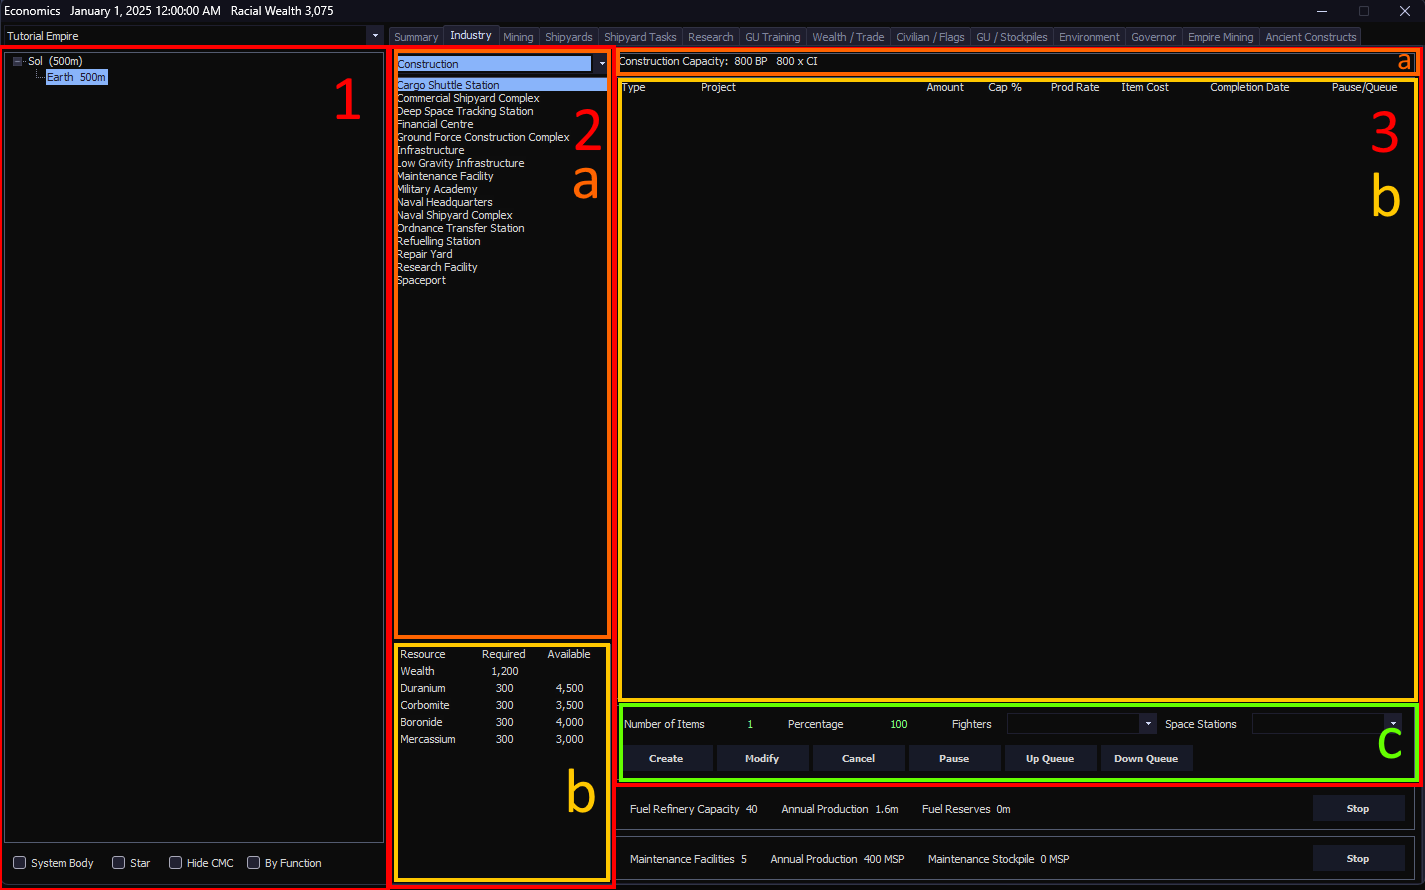 Economics January 1, 2025 12:00:00 AM Racial Wealth 3,075
Tutorial Empire
Summary Industry Mining Shipyards Shipyard Tasks Research GU Training Wealth / Trade Civilian / Flags GU / Stockpiles Environment Governor Empire Mining Ancient Constructs
Sol (500m)
Earth 500m
1
System Body Star Hide CMC By Function
Construction
Cargo Shuttle Station
Commercial Shipyard Complex
Deep Space Tracking Station
Financial Centre
Ground Force Construction Complex
Infrastructure
Low Gravity Infrastructure
Maintenance Facility
Military Academy
Naval Headquarters
Naval Shipyard Complex
Ordnance Transfer Station
Refuelling Station
Repair Yard
Research Facility
Spaceport
2
a
Resource Required Available
Wealth 1,200
Duranium 300 4,500
Corbomite 300 3,500
Boronide 300 4,000
Mercassium 300 3,000
b
Construction Capacity: 800 BP 800 x CI
a
Type Project Amount Cap % Prod Rate Item Cost Completion Date Pause/Queue
3
b
Number of Items 1 Percentage 100 Fighters Space Stations
c
Create Modify Cancel Pause Up Queue Down Queue
Fuel Refinery Capacity 40 Annual Production 1.6m Fuel Reserves 0m Stop
Maintenance Facilities 5 Annual Production 400 MSP Maintenance Stockpile 0 MSP Stop